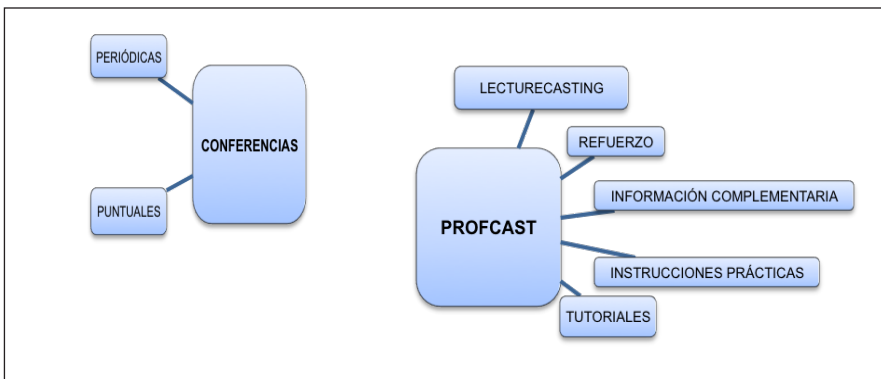 PERIÓDICAS
CONFERENCIAS
PUNTUALES
LECTURECASTING
REFUERZO
INFORMACIÓN COMPLEMENTARIA
PROFCAST
INSTRUCCIONES PRÁCTICAS
TUTORIALES